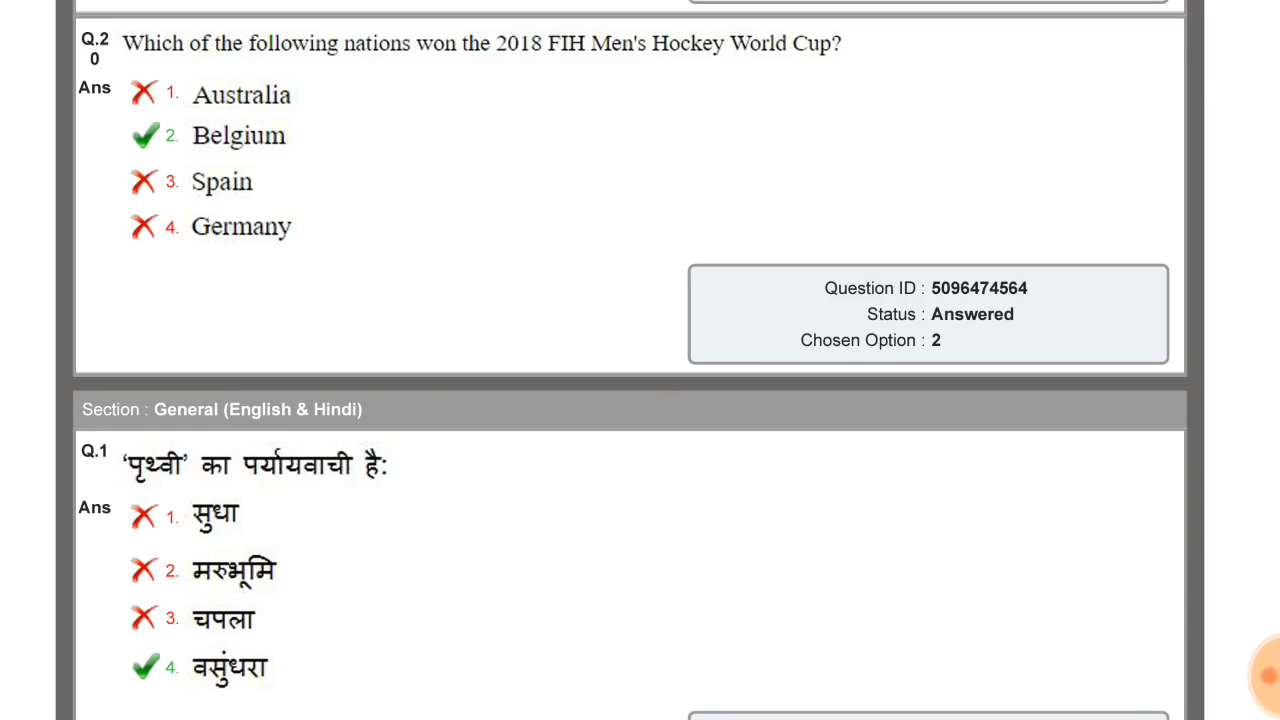 Q.20 Which of the following nations won the 2018 FIH Men's Hockey World Cup?
Ans 1. Australia
2. Belgium
3. Spain
4. Germany
Question ID : 5096474564
Status : Answered
Chosen Option : 2
Section : General (English & Hindi)
Q.1 'पृथ्वी' का पर्यायवाची है:
Ans 1. सुधा
2. मरुभूमि
3. चपला
4. वसुंधरा